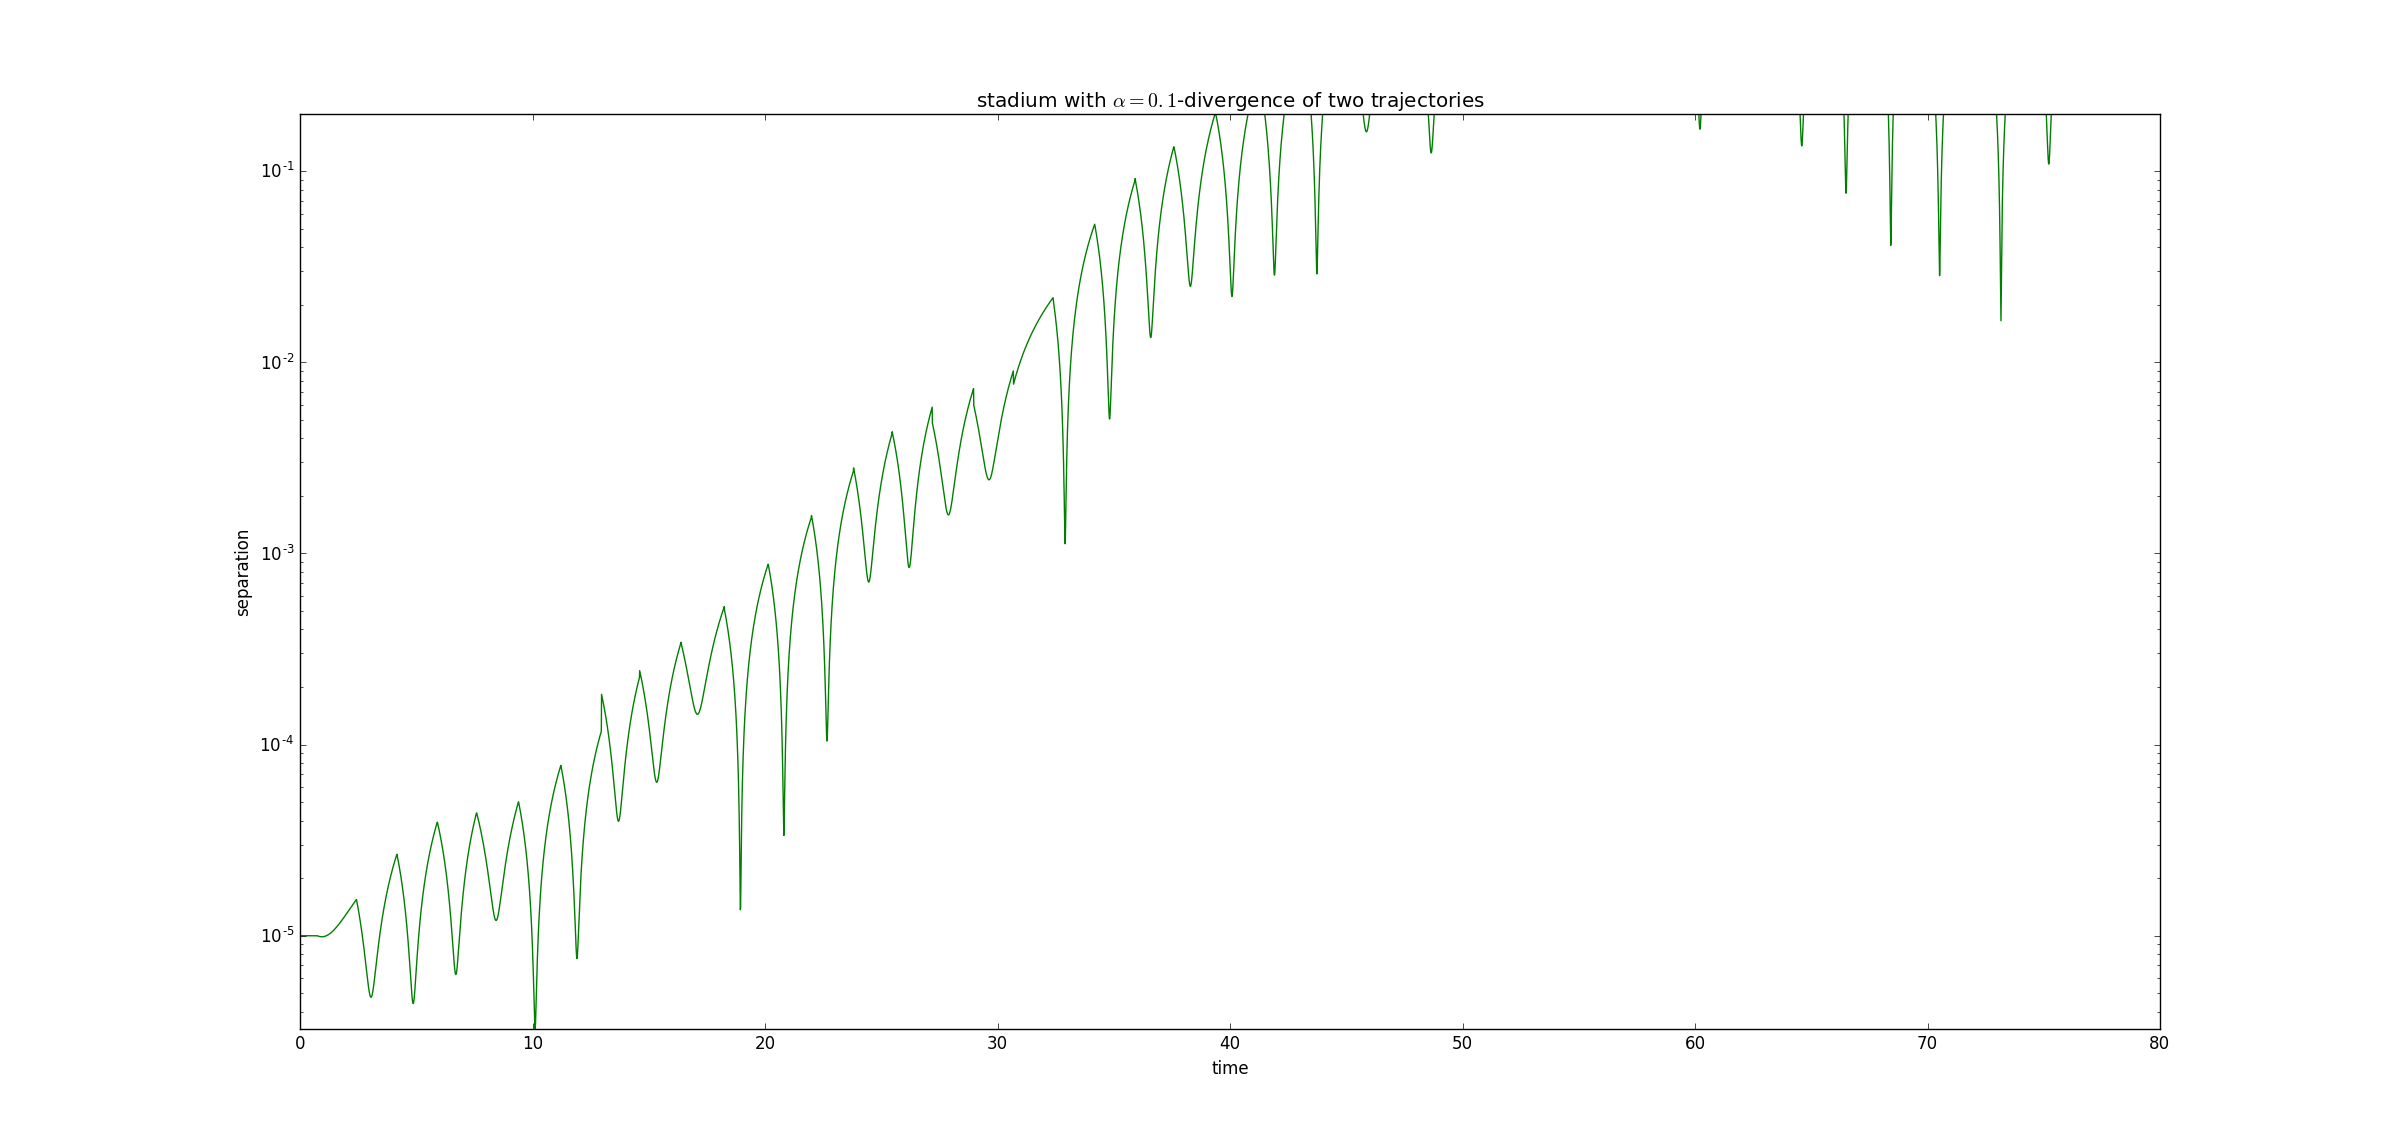 stadium with α=0.1-divergence of two trajectories
10^-1
10^-2
10^-3
separation
10^-4
10^-5
0 10 20 30 40 50 60 70 80
time